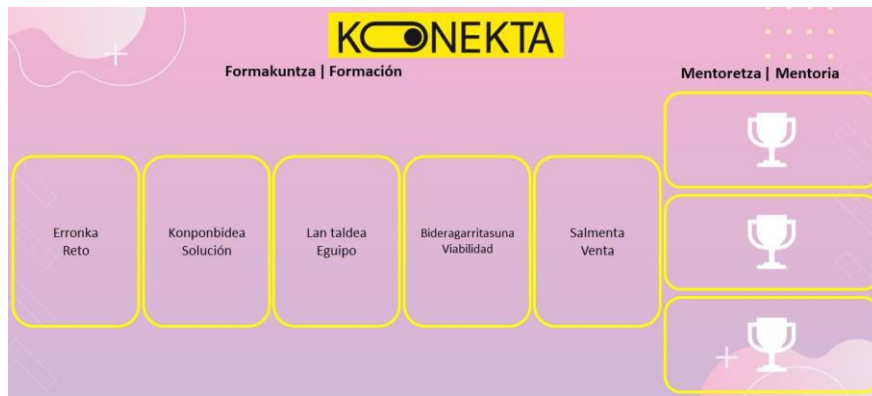 KONEKTA
Formakuntza | Formación
Mentoretza | Mentoria
Erronka
Reto
Konponbidea
Solución
Lan taldea
Eguipo
Bideragarritasuna
Viabilidad
Salmenta
Venta